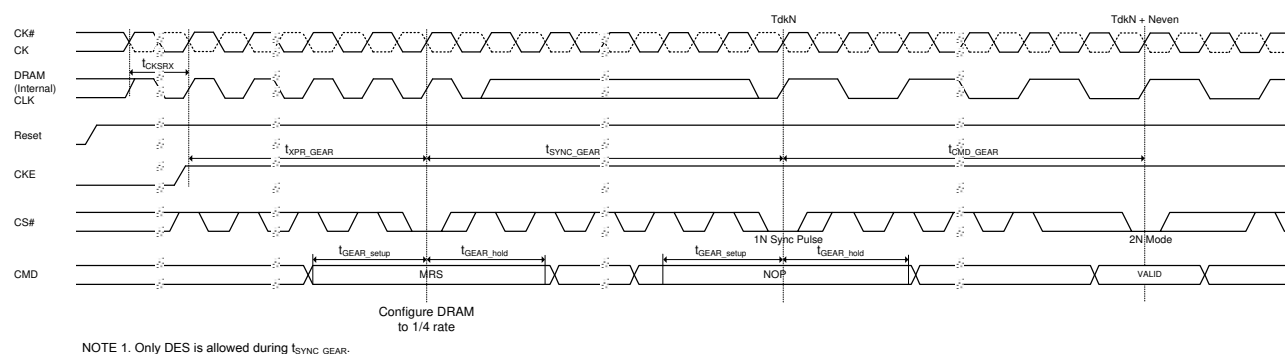 TdkN
TdkN + Neven
CK#
CK
tCKSRX
DRAM
(Internal)
CLK
Reset
tXPR_GEAR
tSYNC_GEAR
tCMD_GEAR
CKE
CS#
1N Sync Pulse
2N Mode
tGEAR_setup
tGEAR_hold
tGEAR_setup
tGEAR_hold
CMD
MRS
NOP
VALID
Configure DRAM
to 1/4 rate
NOTE 1. Only DES is allowed during tSYNC_GEAR.